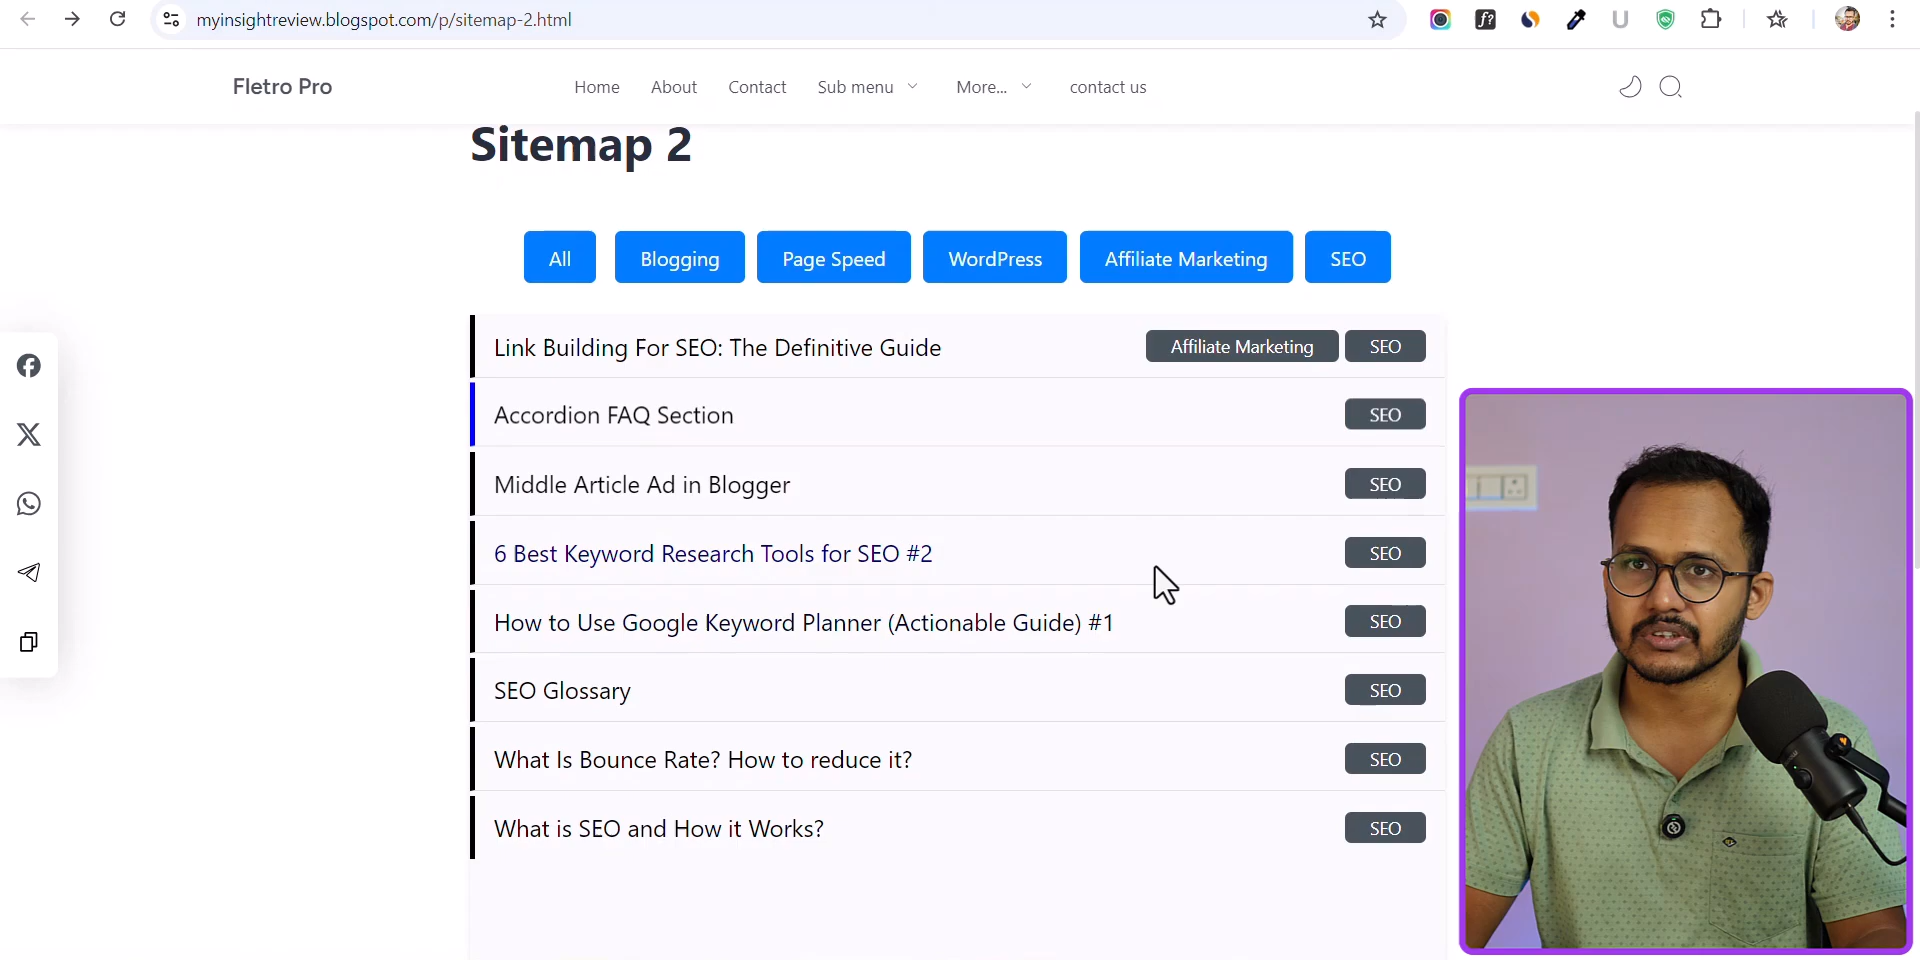 myinsightreview.blogspot.com/p/sitemap-2.html
f?
U
Fletro Pro
Home About Contact Sub menu More... contact us
Sitemap 2
All Blogging Page Speed WordPress Affiliate Marketing SEO
Link Building For SEO: The Definitive Guide Affiliate Marketing SEO
Accordion FAQ Section SEO
Middle Article Ad in Blogger SEO
6 Best Keyword Research Tools for SEO #2 SEO
How to Use Google Keyword Planner (Actionable Guide) #1 SEO
SEO Glossary SEO
What Is Bounce Rate? How to reduce it? SEO
What is SEO and How it Works? SEO